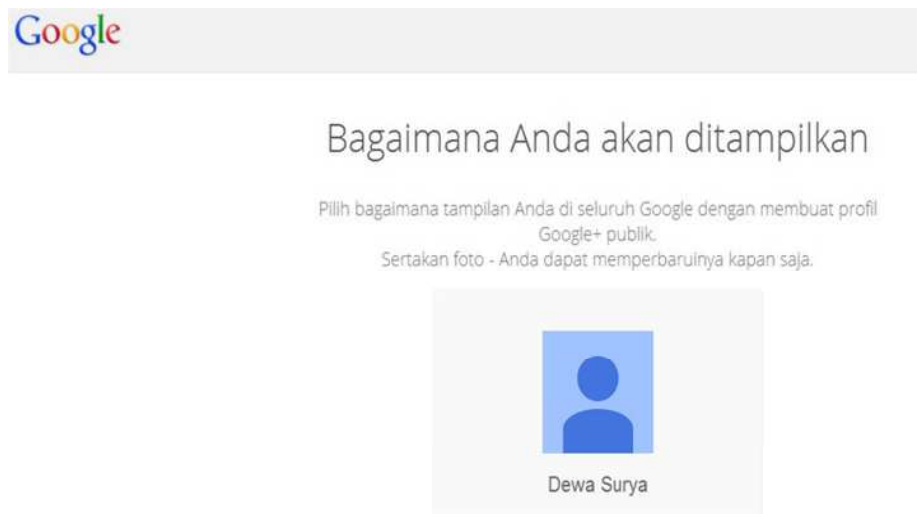 Google
Bagaimana Anda akan ditampilkan
Pilih bagaimana tampilan Anda di seluruh Google dengan membuat profil
Google+ publik.
Sertakan foto - Anda dapat memperbaruinya kapan saja.
Dewa Surya